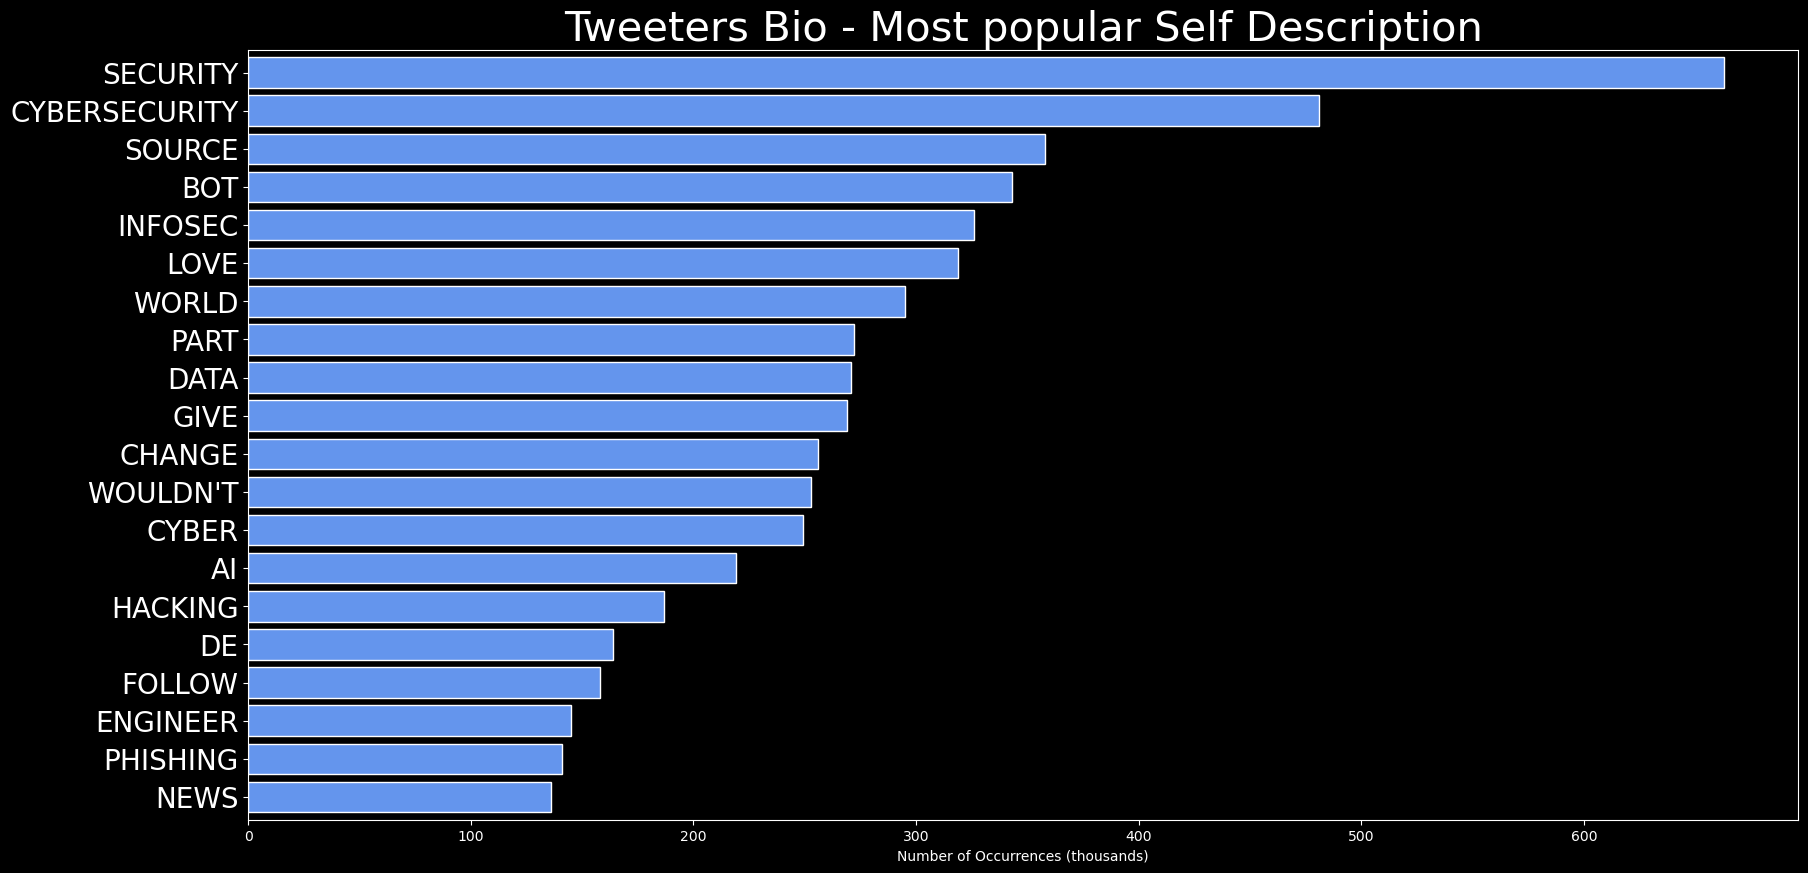 Tweeters Bio - Most popular Self Description
SECURITY
CYBERSECURITY
SOURCE
BOT
INFOSEC
LOVE
WORLD
PART
DATA
GIVE
CHANGE
WOULDN'T
CYBER
AI
HACKING
DE
FOLLOW
ENGINEER
PHISHING
NEWS
0 100 200 300 400 500 600
Number of Occurrences (thousands)